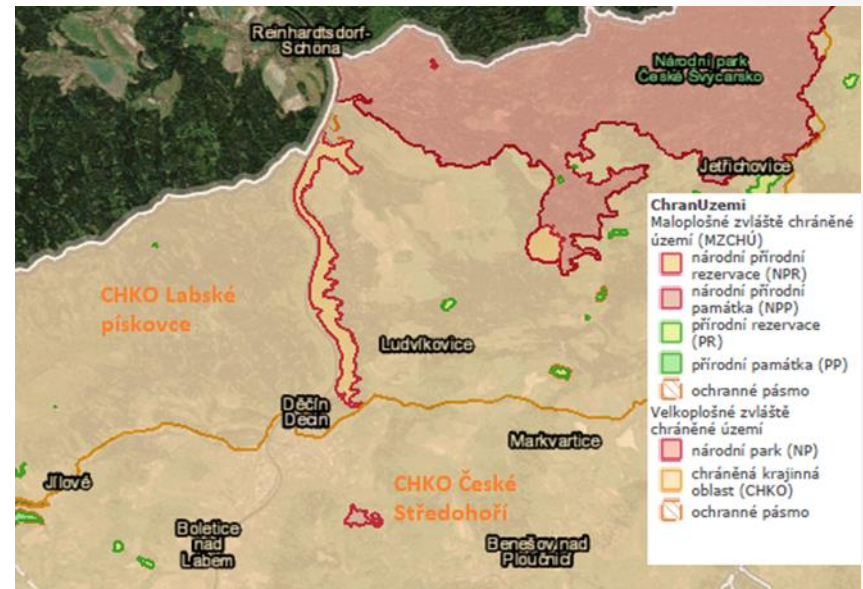 Reinhardtsdorf-
Schöna
Národní park
České Švýcarsko
Jetřichovice
CHKO Labské
pískovce
Ludvíkovice
Děčín
Děčín
Markvartice
Jílové
CHKO České
Středohoří
Boletice
nad
Labem
Benešov nad
Ploučnicí
ChranUzemi
Maloplošné zvláště chráněné
území (MZCHÚ)
národní přírodní
rezervace (NPR)
národní přírodní
památka (NPP)
přírodní rezervace
(PR)
přírodní památka (PP)
ochranné pásmo
Velkoplošné zvláště
chráněné území
národní park (NP)
chráněná krajinná
oblast (CHKO)
ochranné pásmo